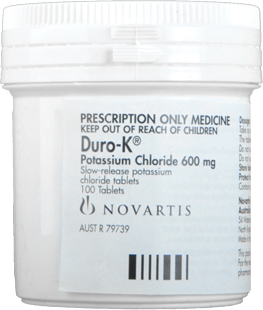 PRESCRIPTION ONLY MEDICINE
KEEP OUT OF REACH OF CHILDREN
Duro-K®
Potassium Chloride 600 mg
Slow-release potassium
chloride tablets
100 Tablets
NOVARTIS
AUST R 79739